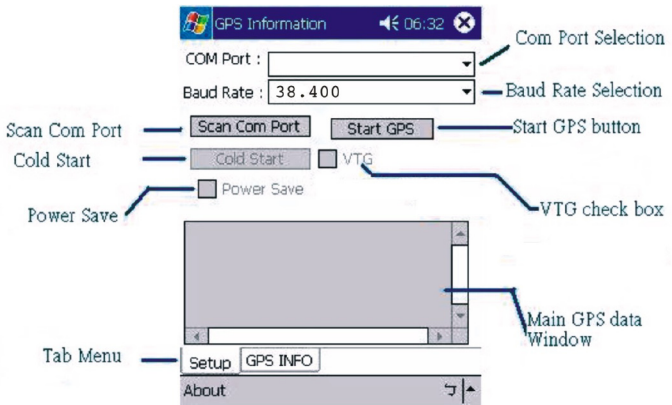 GPS Information 06:32
Com Port Selection
COM Port :
Baud Rate : 38.400
Baud Rate Selection
Scan Com Port
Scan Com Port
Start GPS
Start GPS button
Cold Start
Cold Start
VTG
Power Save
Power Save
VTG check box
Main GPS data
Window
Tab Menu
Setup
GPS INFO
About